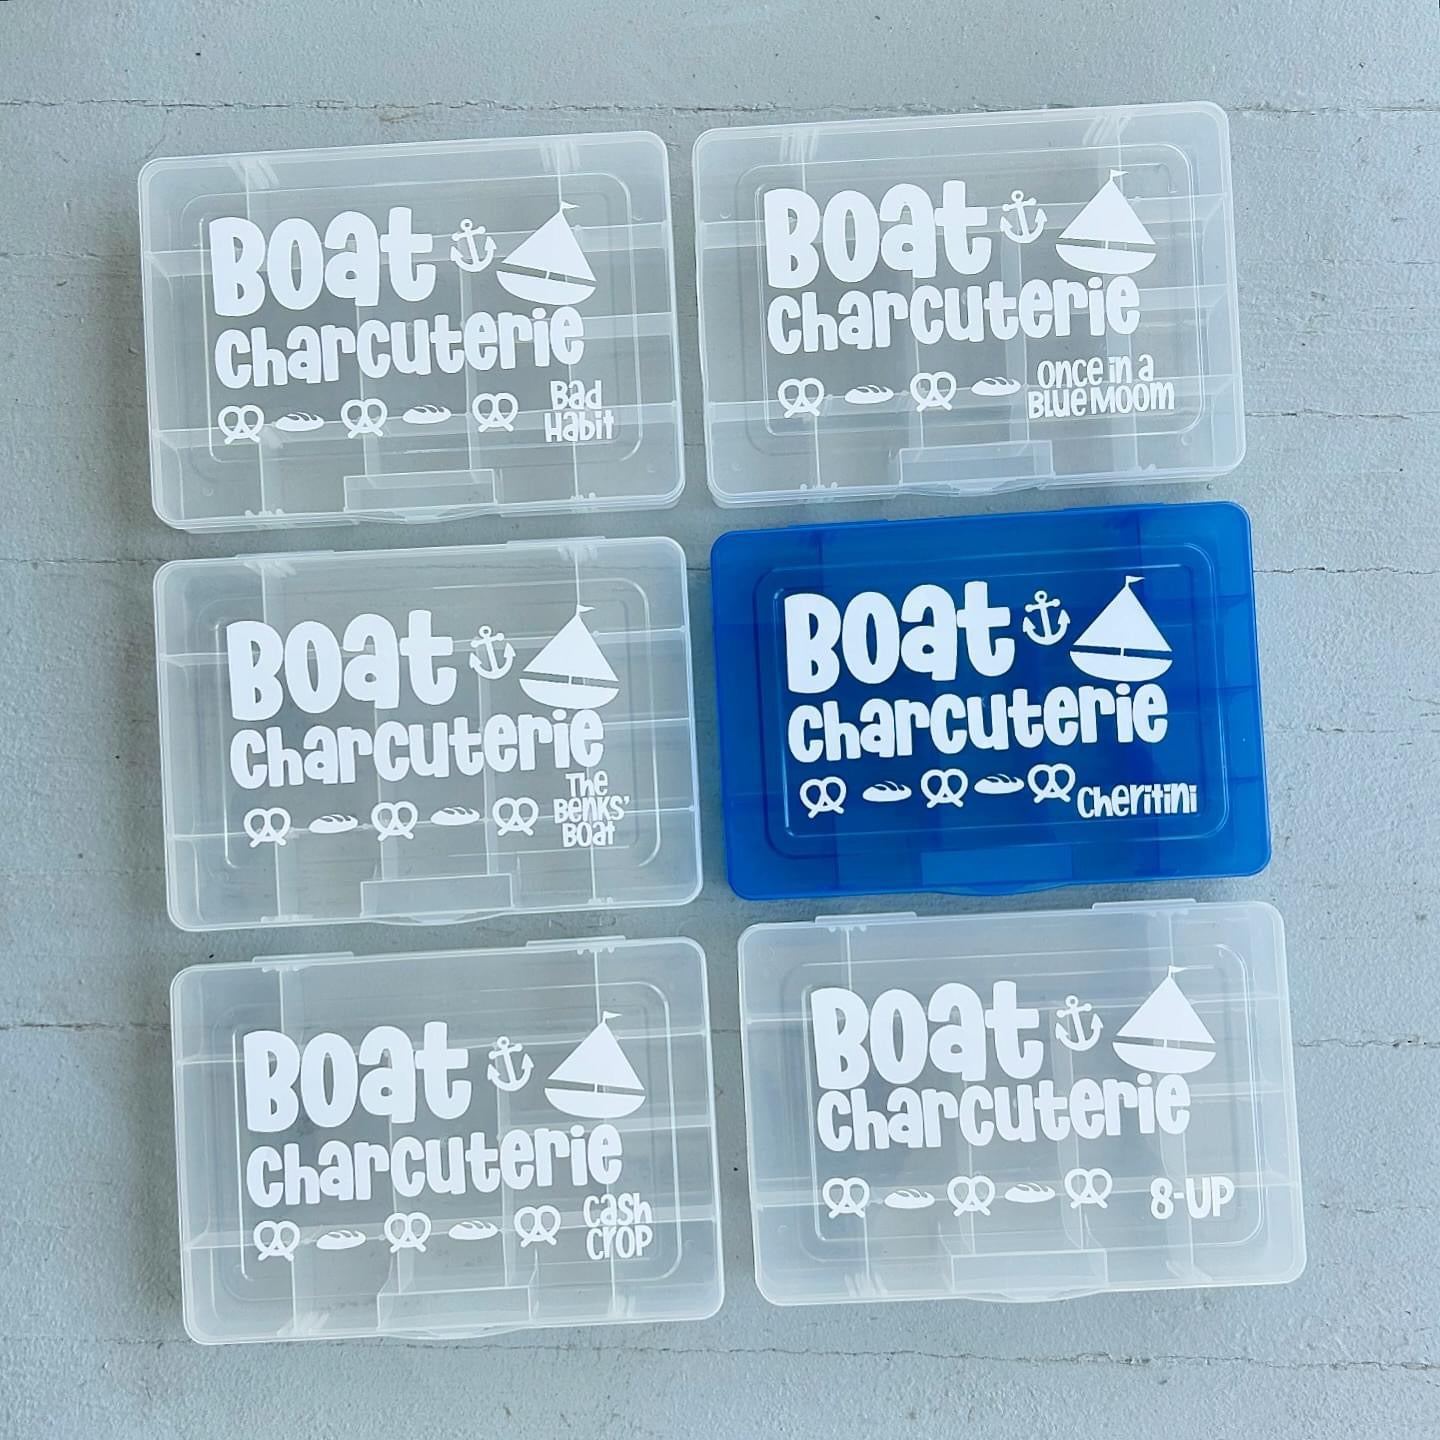 Boat
Charcuterie
Bad
Habit
Boat
Charcuterie
Once in a
Blue Moom
Boat
Charcuterie
The
Benks'
Boat
Boat
Charcuterie
Cheritini
Boat
Charcuterie
Cash
Crop
Boat
Charcuterie
8-UP